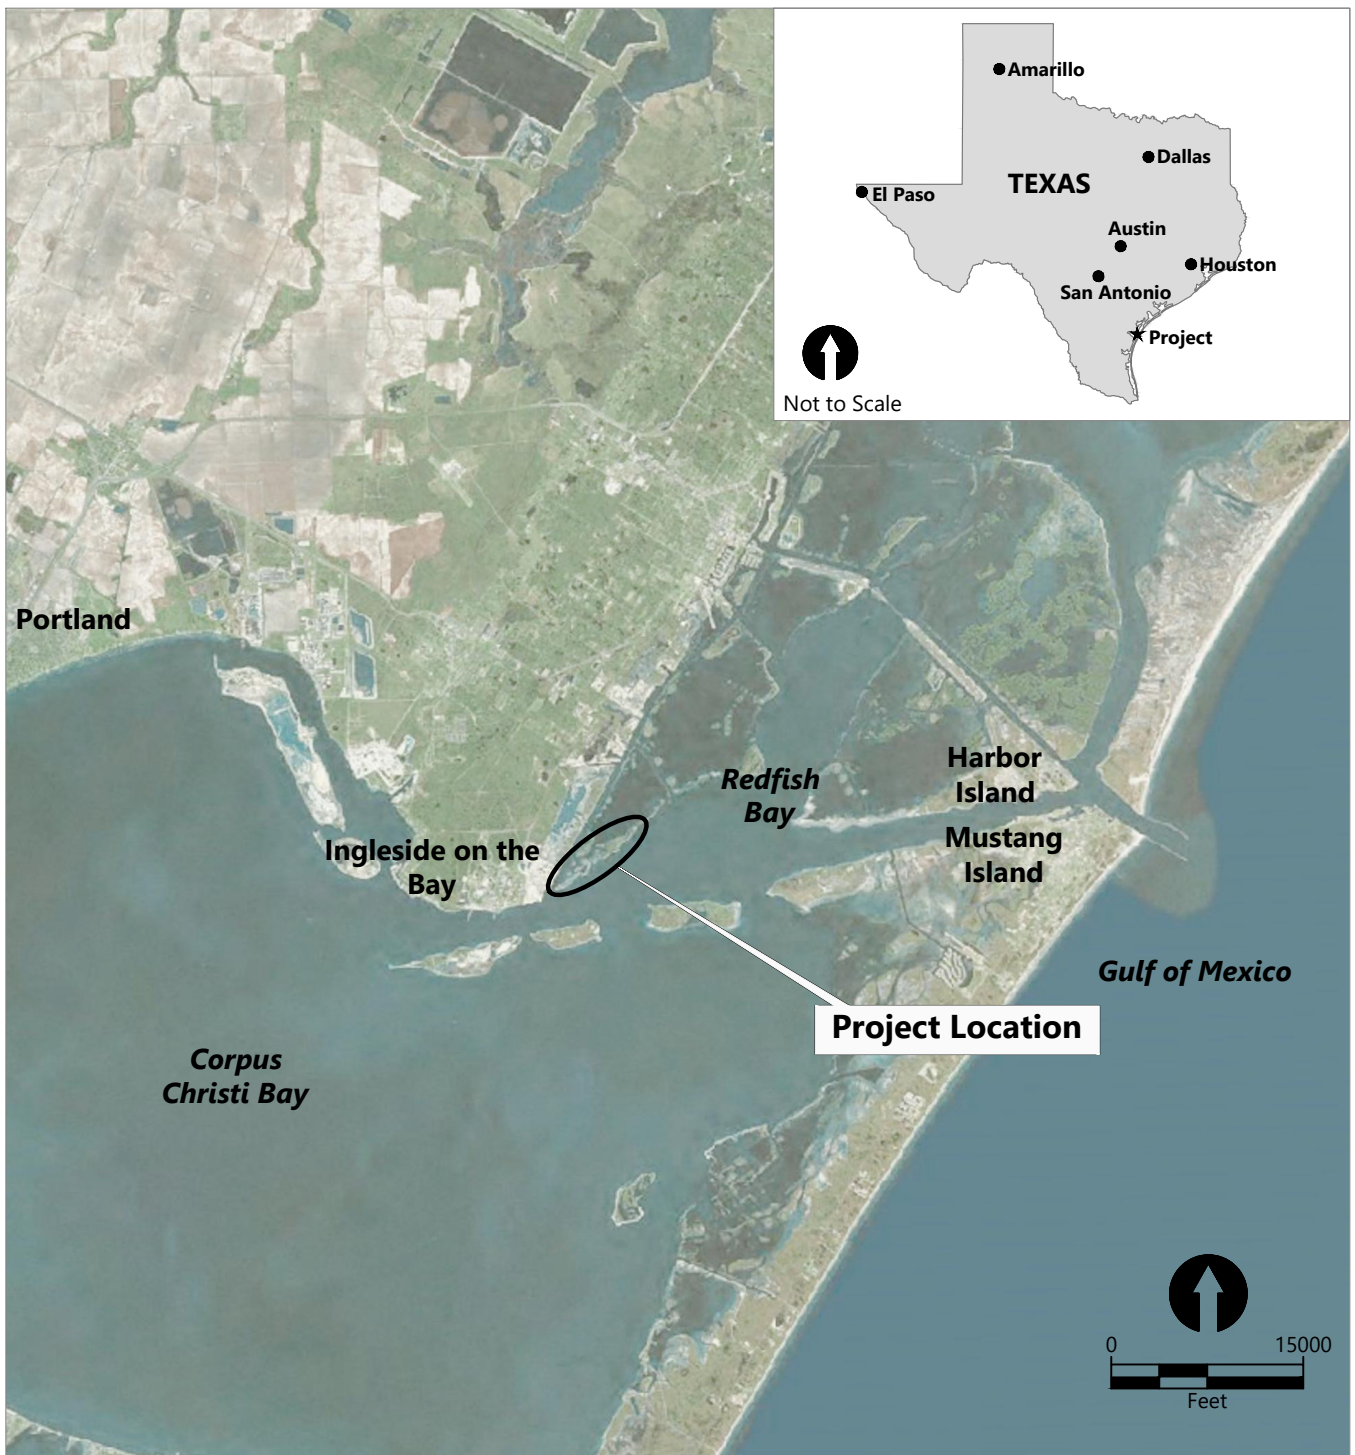 Amarillo
Dallas
TEXAS
El Paso
Austin
Houston
San Antonio
Project
Not to Scale
Portland
Harbor
Island
Redfish
Bay
Mustang
Island
Ingleside on the
Bay
Gulf of Mexico
Project Location
Corpus
Christi Bay
0 15000
Feet